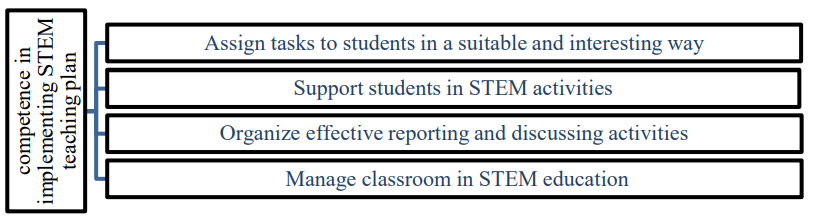 competence in
implementing STEM
teaching plan
Assign tasks to students in a suitable and interesting way
Support students in STEM activities
Organize effective reporting and discussing activities
Manage classroom in STEM education